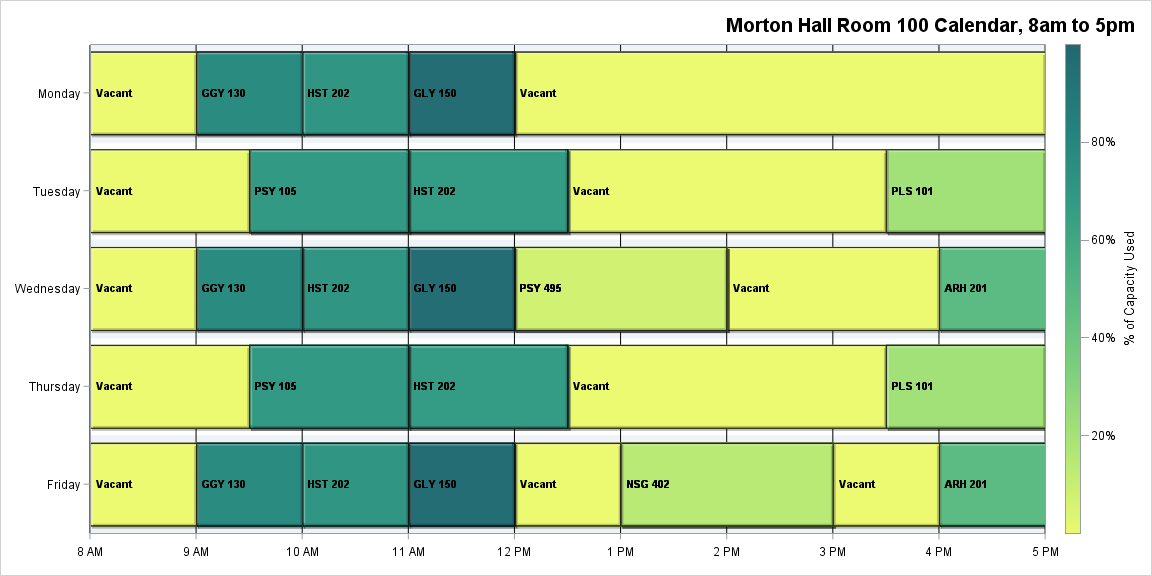 Morton Hall Room 100 Calendar, 8am to 5pm
Monday
Vacant
GGY 130
HST 202
GLY 150
Vacant
Tuesday
Vacant
PSY 105
HST 202
Vacant
PLS 101
Wednesday
Vacant
GGY 130
HST 202
GLY 150
PSY 495
Vacant
ARH 201
Thursday
Vacant
PSY 105
HST 202
Vacant
PLS 101
Friday
Vacant
GGY 130
HST 202
GLY 150
Vacant
NSG 402
Vacant
ARH 201
8 AM
9 AM
10 AM
11 AM
12 PM
1 PM
2 PM
3 PM
4 PM
5 PM
80%
60%
40%
20%
% of Capacity Used